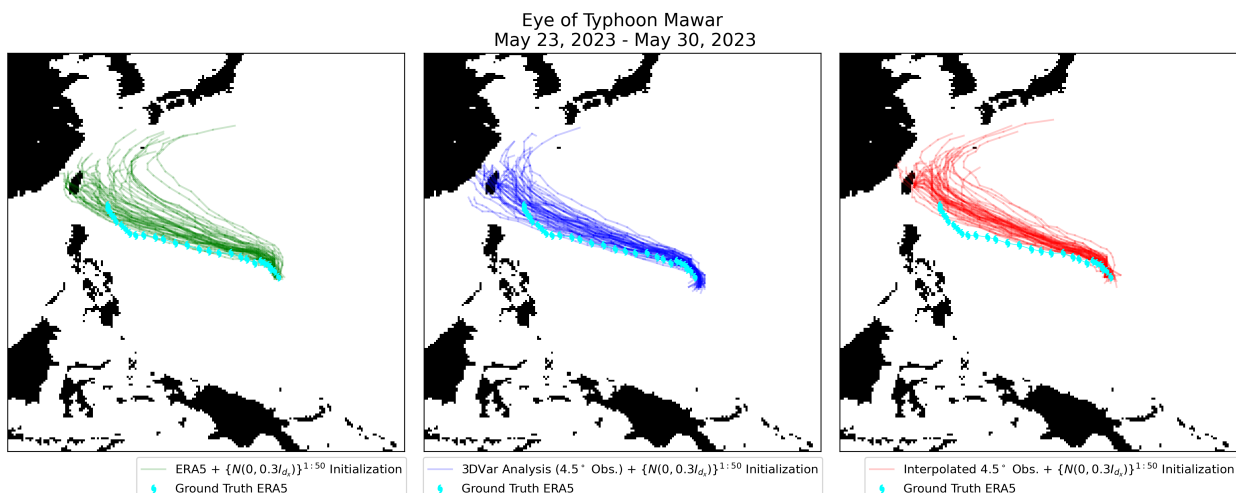 Eye of Typhoon Mawar
May 23, 2023 - May 30, 2023
ERA5 + {N(0, 0.3I_{d_x})}^{1:50} Initialization
Ground Truth ERA5
3DVar Analysis (4.5° Obs.) + {N(0, 0.3I_{d_x})}^{1:50} Initialization
Ground Truth ERA5
Interpolated 4.5° Obs. + {N(0, 0.3I_{d_x})}^{1:50} Initialization
Ground Truth ERA5